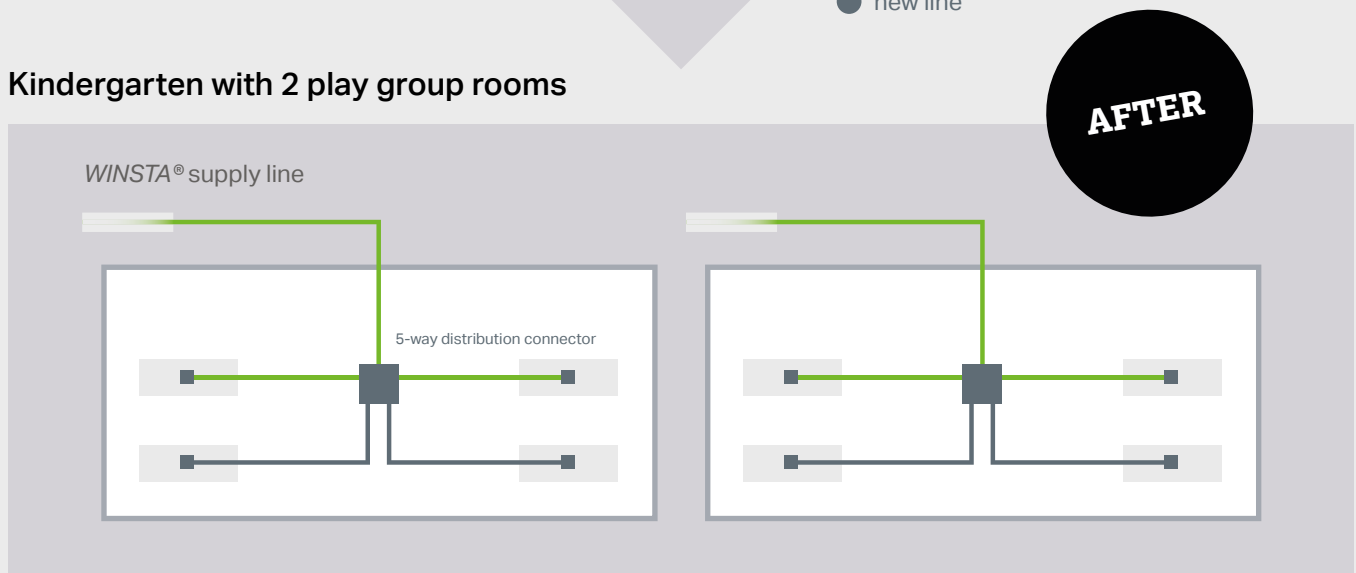 new line
AFTER
Kindergarten with 2 play group rooms
WINSTA® supply line
5-way distribution connector